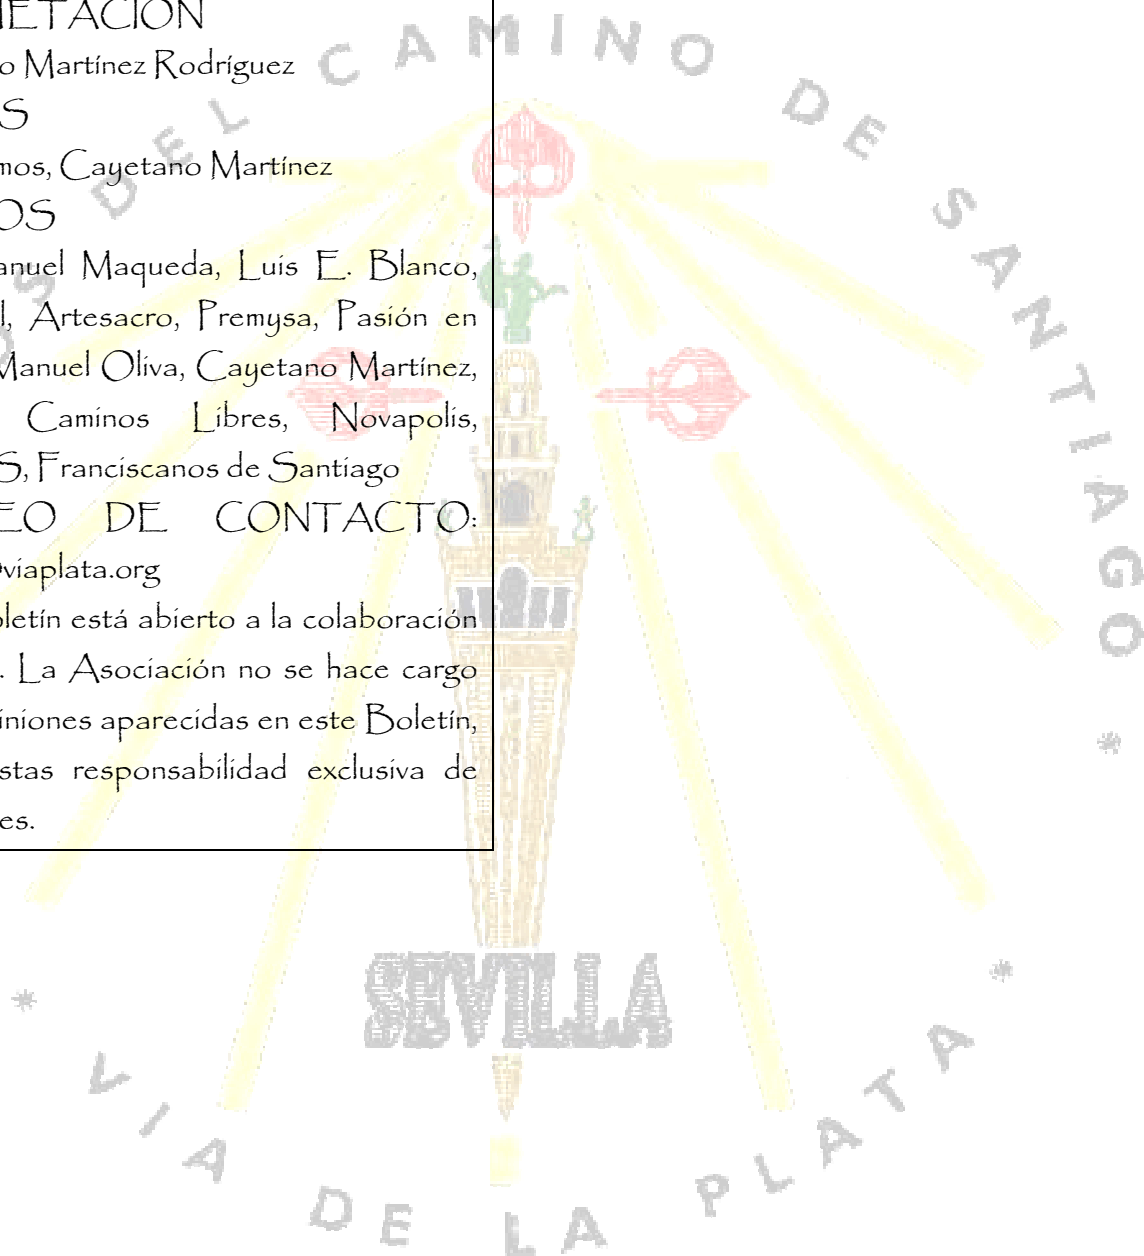 ETACIÓN
o Martínez Rodríguez
S
mos, Cayetano Martínez
OS
anuel Maqueda, Luis E. Blanco,
l, Artesacro, Premysa, Pasión en
Manuel Oliva, Cayetano Martínez,
Caminos Libres, Novapolis,
S, Franciscanos de Santiago
EO DE CONTACTO:
@viaplata.org
oletín está abierto a la colaboración
. La Asociación no se hace cargo
iniones aparecidas en este Boletín,
stas responsabilidad exclusiva de
es.
OS DEL CAMINO DE SANTIAGO *
SEVILLA
* VIA DE LA PLATA *